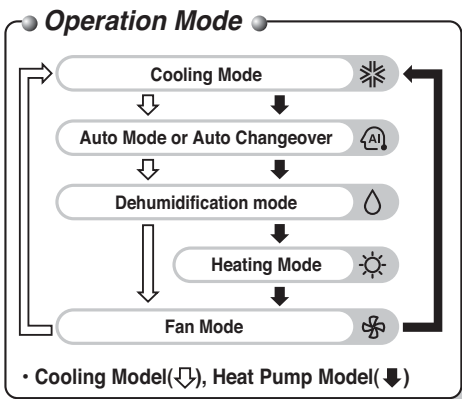 Operation Mode
Cooling Mode
Auto Mode or Auto Changeover
AI
Dehumidification mode
Heating Mode
Fan Mode
· Cooling Model(⇩), Heat Pump Model(⬇)